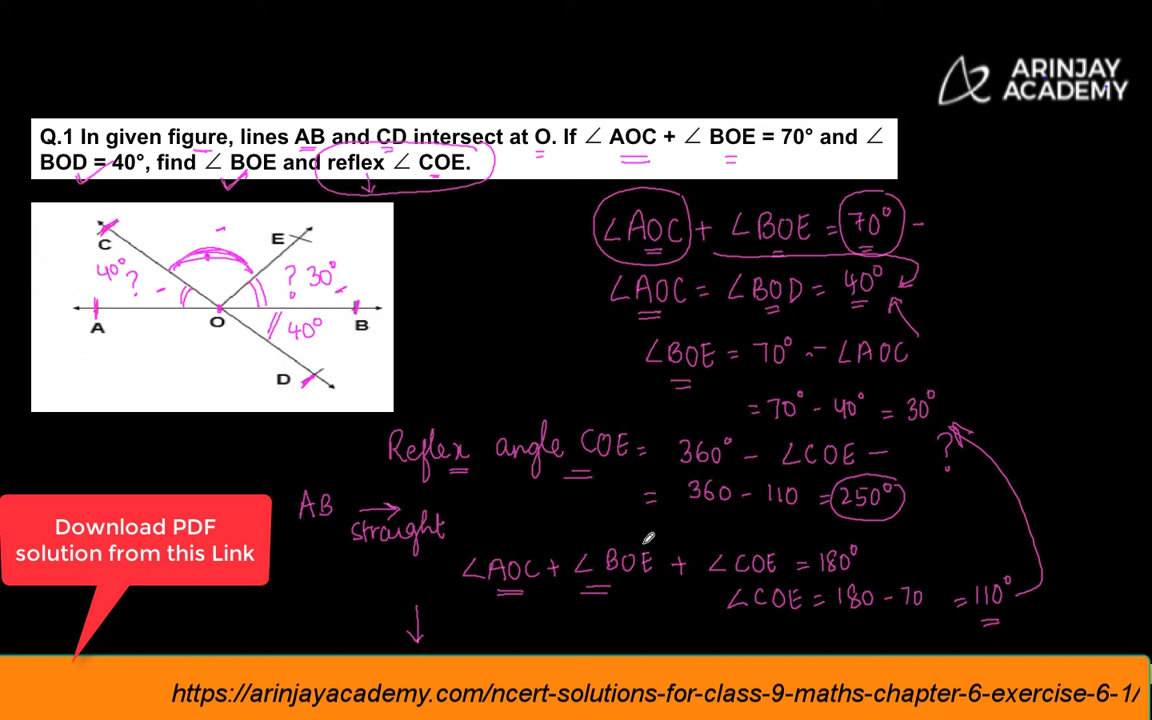 ARINJAY
ACADEMY
Q.1 In given figure, lines AB and CD intersect at O. If ∠ AOC + ∠ BOE = 70° and ∠
BOD = 40°, find ∠ BOE and reflex ∠ COE.
C
E
40°
?
? 30°
A
O
40°
B
D
∠AOC + ∠BOE = 70° -
∠AOC = ∠BOD = 40°
∠BOE = 70° - ∠AOC
= 70° - 40° = 30°
Reflex angle COE = 360° - ∠COE - ?
= 360 - 110 = 250°
AB → straight
∠AOC + ∠BOE + ∠COE = 180°
∠COE = 180 - 70 = 110°
Download PDF
solution from this Link
https://arinjayacademy.com/ncert-solutions-for-class-9-maths-chapter-6-exercise-6-1/